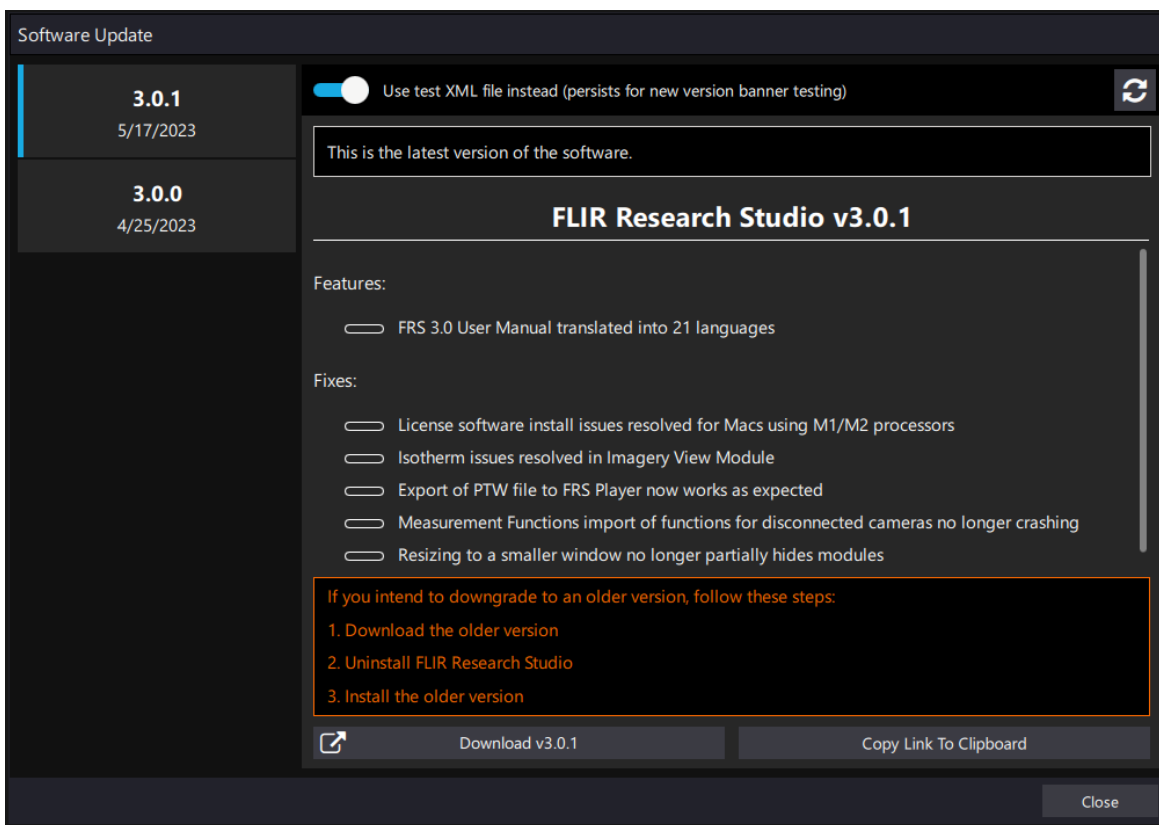 Software Update
3.0.1
5/17/2023
3.0.0
4/25/2023
Use test XML file instead (persists for new version banner testing)
This is the latest version of the software.
FLIR Research Studio v3.0.1
Features:
FRS 3.0 User Manual translated into 21 languages
Fixes:
License software install issues resolved for Macs using M1/M2 processors
Isotherm issues resolved in Imagery View Module
Export of PTW file to FRS Player now works as expected
Measurement Functions import of functions for disconnected cameras no longer crashing
Resizing to a smaller window no longer partially hides modules
If you intend to downgrade to an older version, follow these steps:
1. Download the older version
2. Uninstall FLIR Research Studio
3. Install the older version
Download v3.0.1
Copy Link To Clipboard
Close